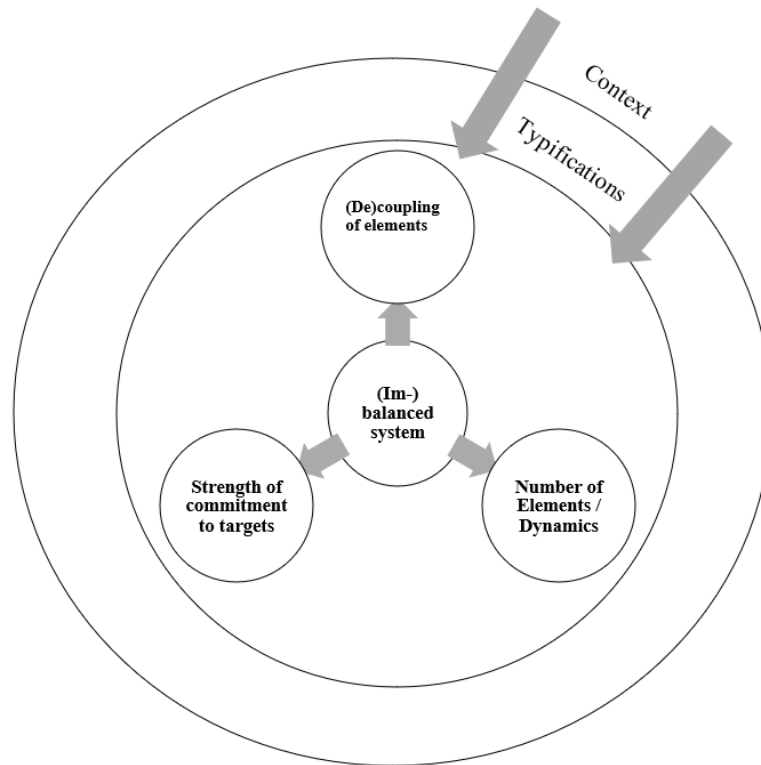 Context
Typifications
(De)coupling
of elements
(Im-)
balanced
system
Strength of
commitment
to targets
Number of
Elements /
Dynamics